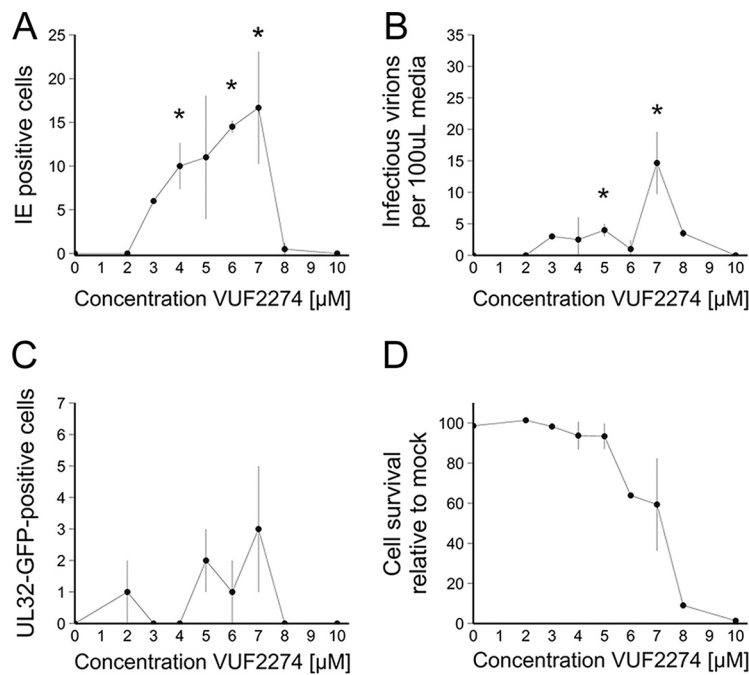 A
IE positive cells
25
20
15
10
5
0
*
*
*
0 1 2 3 4 5 6 7 8 9 10
Concentration VUF2274 [µM]
B
Infectious virions
per 100uL media
35
30
25
20
15
10
5
0
*
*
0 1 2 3 4 5 6 7 8 9 10
Concentration VUF2274 [µM]
C
UL32-GFP-positive cells
7
6
5
4
3
2
1
0
0 1 2 3 4 5 6 7 8 9 10
Concentration VUF2274 [µM]
D
Cell survival
relative to mock
100
80
60
40
20
0
0 1 2 3 4 5 6 7 8 9 10
Concentration VUF2274 [µM]